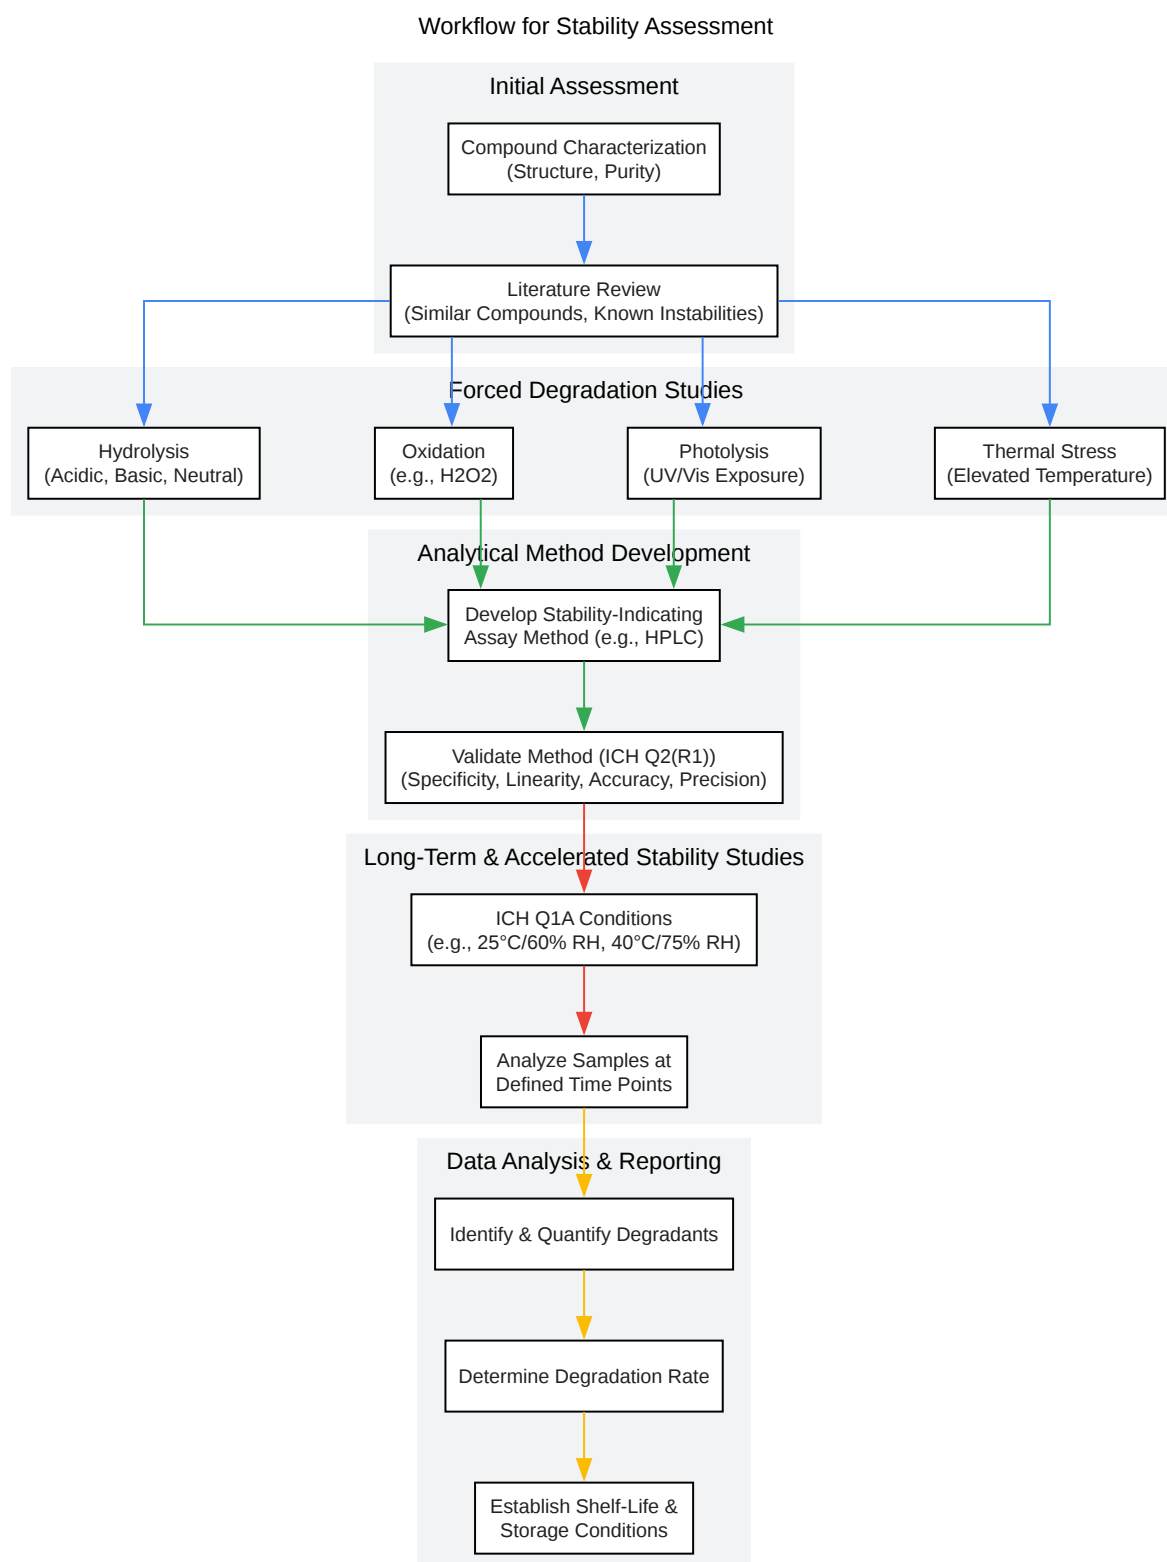 Workflow for Stability Assessment
Initial Assessment
Compound Characterization
(Structure, Purity)
Literature Review
(Similar Compounds, Known Instabilities)
Forced Degradation Studies
Hydrolysis
(Acidic, Basic, Neutral)
Oxidation
(e.g., H2O2)
Photolysis
(UV/Vis Exposure)
Thermal Stress
(Elevated Temperature)
Analytical Method Development
Develop Stability-Indicating
Assay Method (e.g., HPLC)
Validate Method (ICH Q2(R1))
(Specificity, Linearity, Accuracy, Precision)
Long-Term & Accelerated Stability Studies
ICH Q1A Conditions
(e.g., 25°C/60% RH, 40°C/75% RH)
Analyze Samples at
Defined Time Points
Data Analysis & Reporting
Identify & Quantify Degradants
Determine Degradation Rate
Establish Shelf-Life &
Storage Conditions